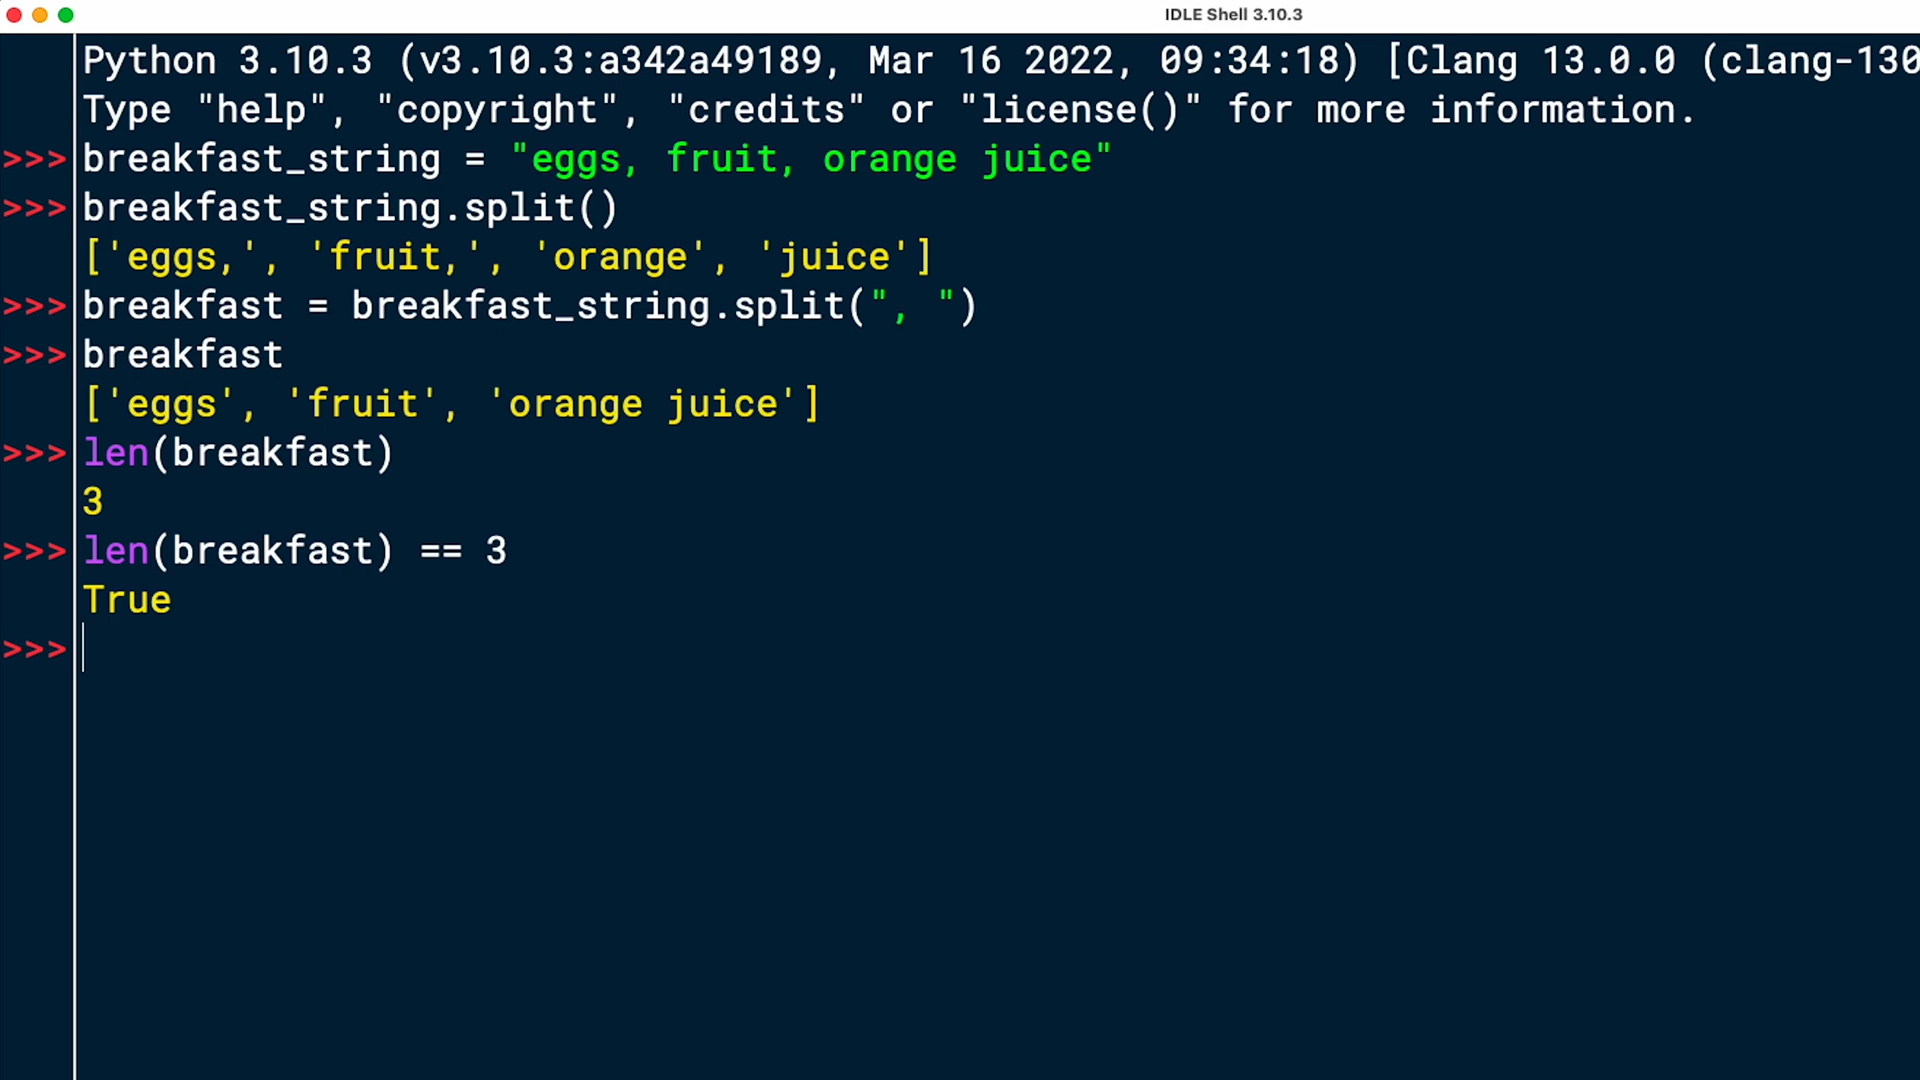 IDLE Shell 3.10.3
Python 3.10.3 (v3.10.3:a342a49189, Mar 16 2022, 09:34:18) [Clang 13.0.0 (clang-130
Type "help", "copyright", "credits" or "license()" for more information.
>>> breakfast_string = "eggs, fruit, orange juice"
>>> breakfast_string.split()
['eggs,', 'fruit,', 'orange', 'juice']
>>> breakfast = breakfast_string.split(", ")
>>> breakfast
['eggs', 'fruit', 'orange juice']
>>> len(breakfast)
3
>>> len(breakfast) == 3
True
>>>